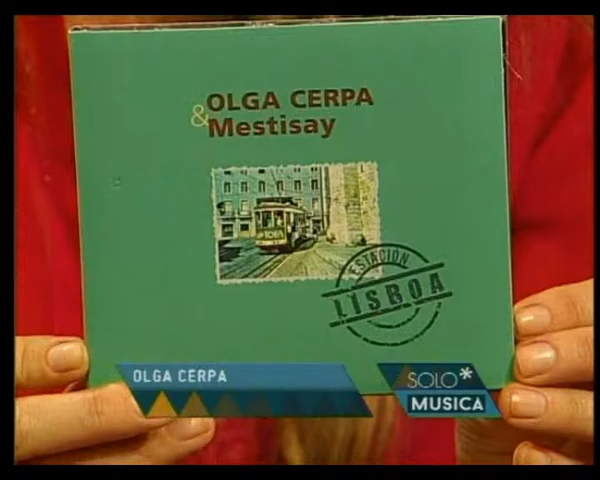 OLGA CERPA
& Mestisay
ESTACIÓN
LISBOA
OLGA CERPA
SOLO*
MUSICA